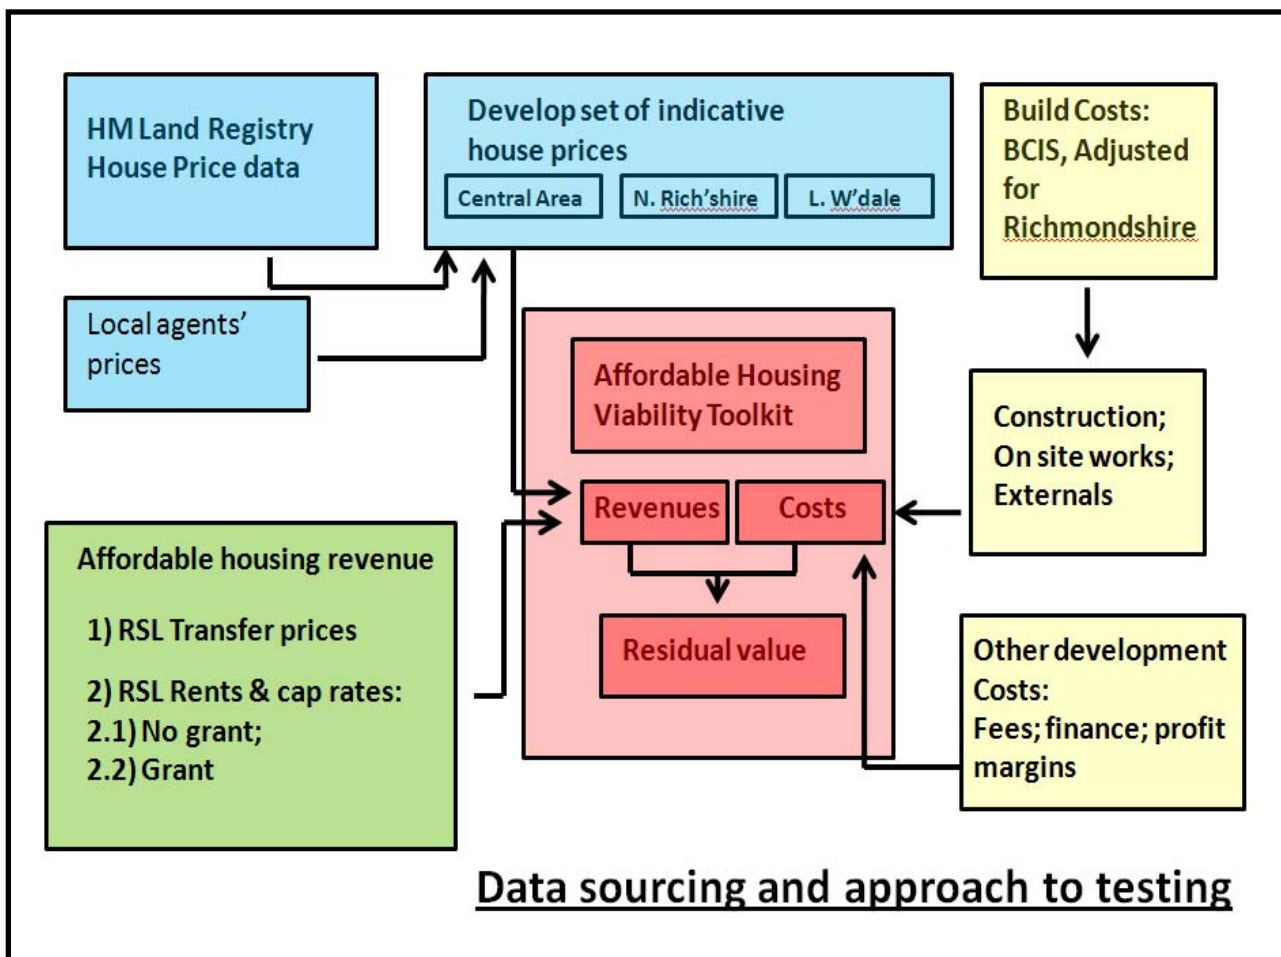 HM Land Registry
House Price data
Develop set of indicative
house prices
Central Area
N. Rich'shire
L. W'dale
Build Costs:
BCIS, Adjusted
for
Richmondshire
Local agents’
prices
Affordable Housing
Viability Toolkit
Revenues
Costs
Residual value
Construction;
On site works;
Externals
Affordable housing revenue
1) RSL Transfer prices
2) RSL Rents & cap rates:
2.1) No grant;
2.2) Grant
Other development
Costs:
Fees; finance; profit
margins
Data sourcing and approach to testing